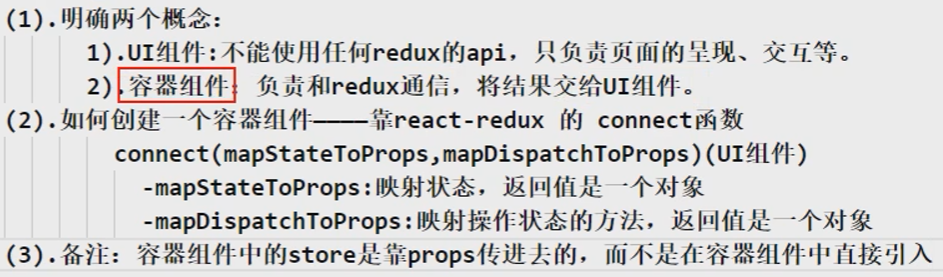 (1).明确两个概念：
1).UI组件:不能使用任何redux的api，只负责页面的呈现、交互等。
2).容器组件：负责和redux通信，将结果交给UI组件。
(2).如何创建一个容器组件————靠react-redux 的 connect函数
connect(mapStateToProps,mapDispatchToProps)(UI组件)
-mapStateToProps:映射状态，返回值是一个对象
-mapDispatchToProps:映射操作状态的方法，返回值是一个对象
(3).备注：容器组件中的store是靠props传进去的，而不是在容器组件中直接引入